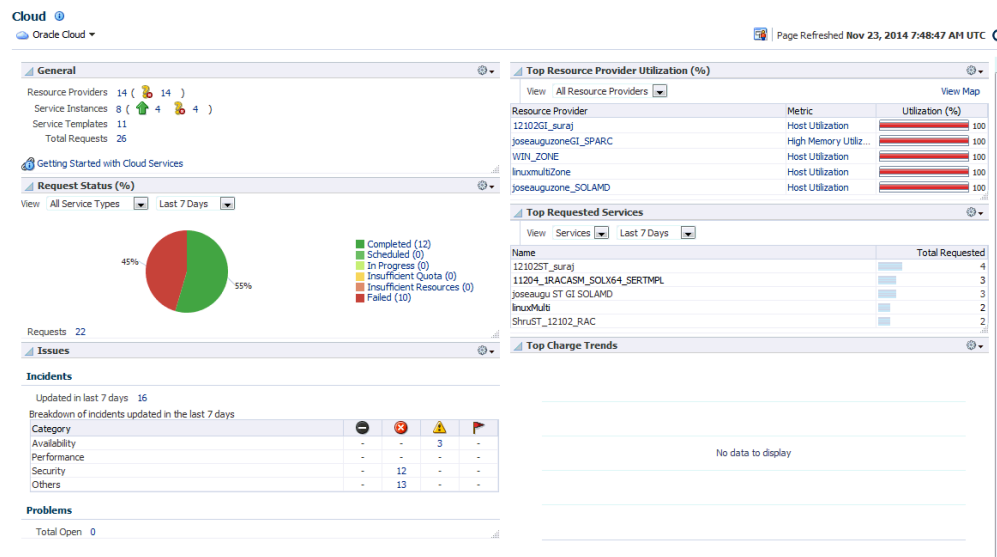 Cloud
Oracle Cloud
Page Refreshed Nov 23, 2014 7:48:47 AM UTC
General
Resource Providers 14 ( 14 )
Service Instances 8 ( 4 4 )
Service Templates 11
Total Requests 26
Getting Started with Cloud Services
Request Status (%)
View All Service Types Last 7 Days
45%
55%
Completed (12)
Scheduled (0)
In Progress (0)
Insufficient Quota (0)
Insufficient Resources (0)
Failed (10)
Requests 22
Issues
Incidents
Updated in last 7 days 16
Breakdown of incidents updated in the last 7 days
Category
Availability - - 3 -
Performance - - - -
Security - 12 - -
Others - 13 - -
Problems
Total Open 0
Top Resource Provider Utilization (%)
View All Resource Providers View Map
Resource Provider Metric Utilization (%)
12102GI_suraj Host Utilization 100
joseauguzoneGI_SPARC High Memory Utiliz... 100
WIN_ZONE Host Utilization 100
linuxmultiZone Host Utilization 100
joseauguzone_SOLAMD Host Utilization 100
Top Requested Services
View Services Last 7 Days
Name Total Requested
12102ST_suraj 4
11204_1RACASM_SOLX64_SERTMPL 3
joseaugu ST GI SOLAMD 3
linuxMulti 2
ShruST_12102_RAC 2
Top Charge Trends
No data to display